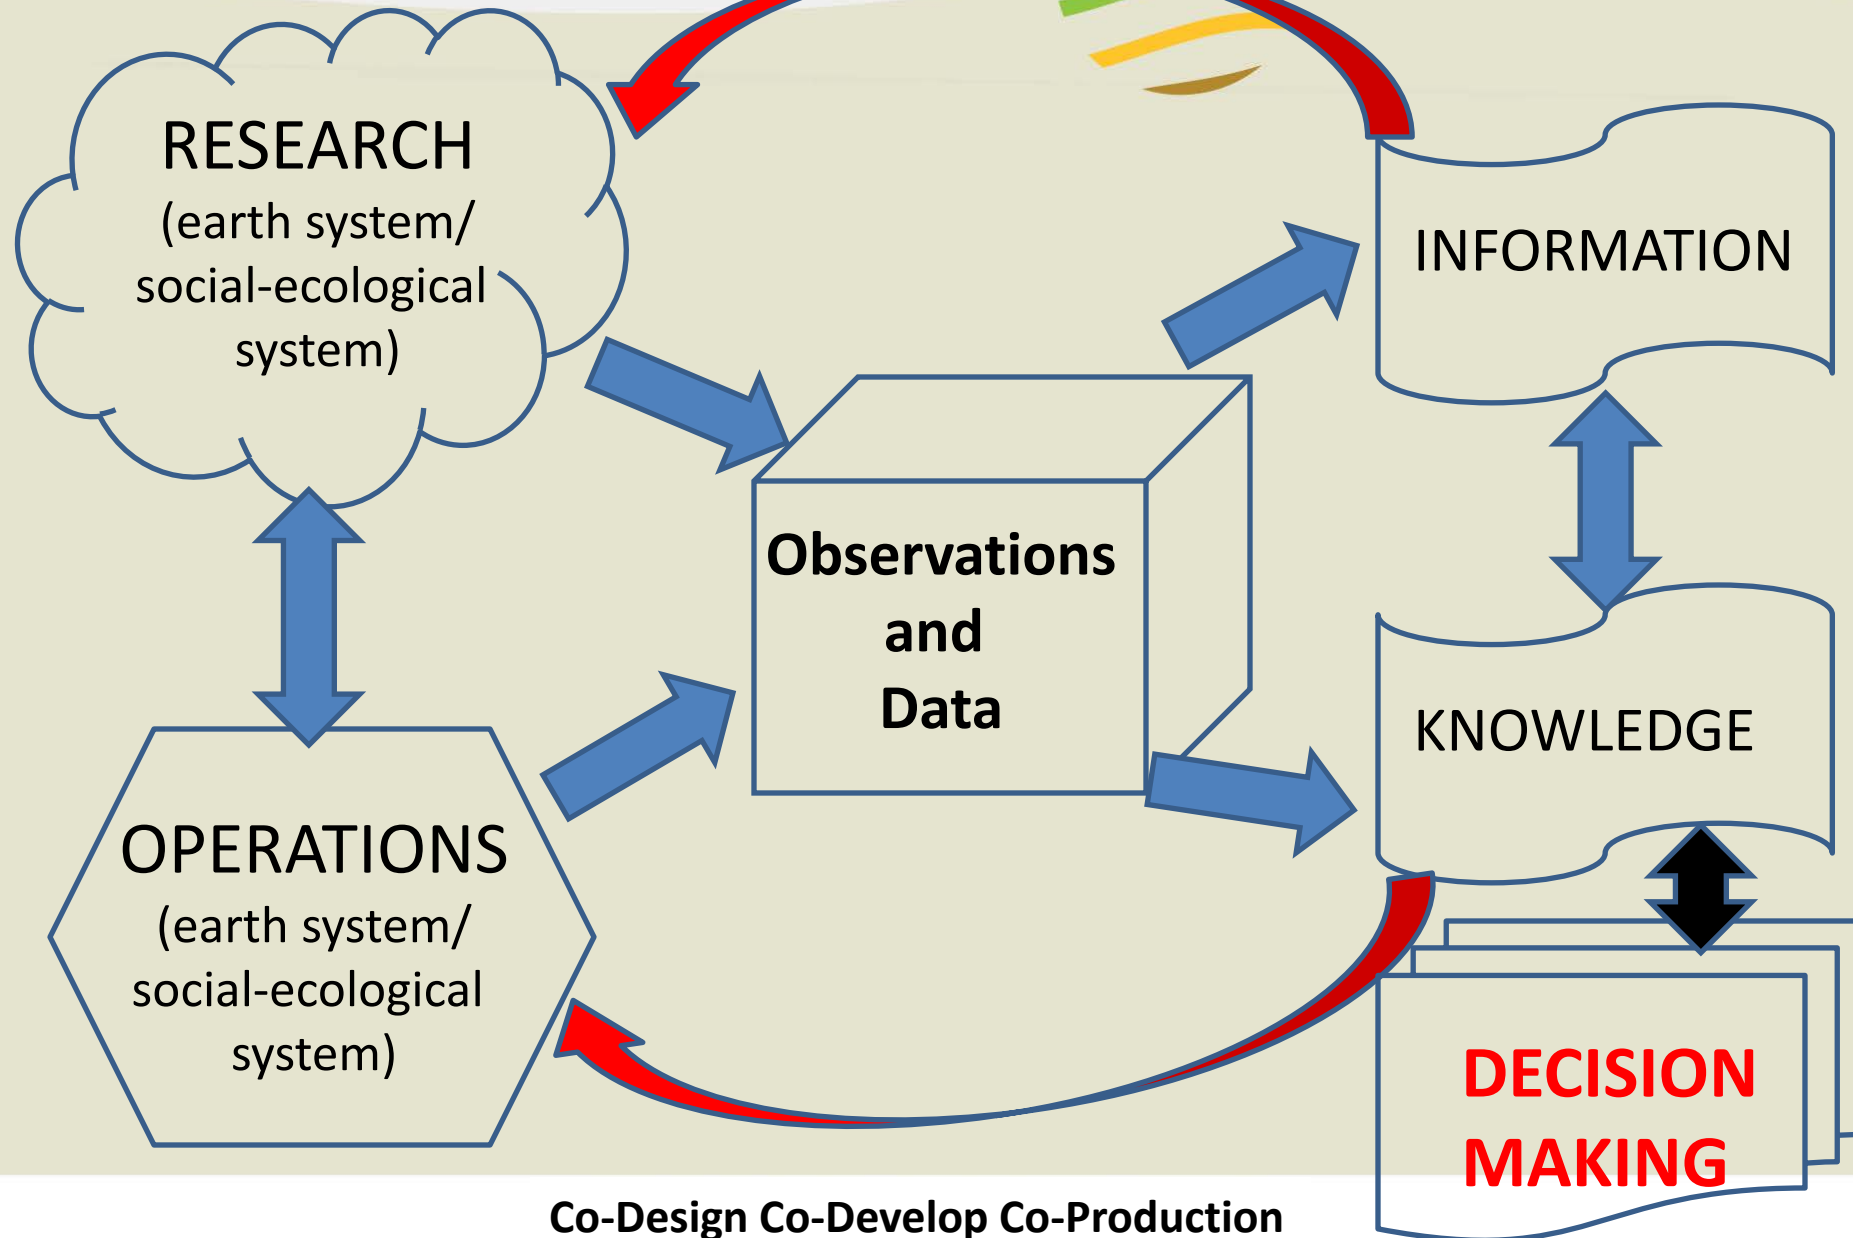 RESEARCH
(earth system/
social-ecological
system)
INFORMATION
Observations
and
Data
KNOWLEDGE
OPERATIONS
(earth system/
social-ecological
system)
DECISION
MAKING
Co-Design Co-Develop Co-Production